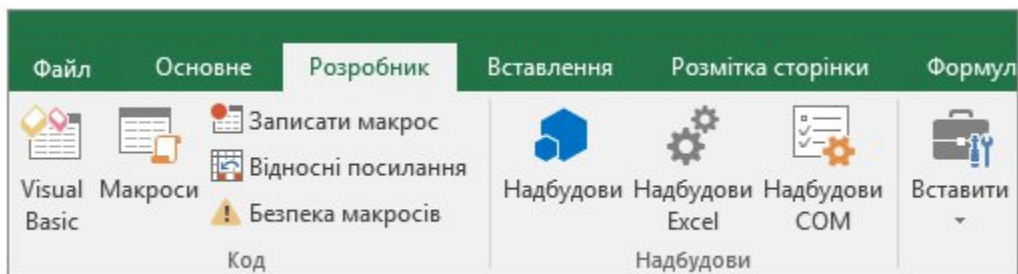 Файл Основне Розробник Вставлення Розмітка сторінки Формул
Visual Basic
Макроси
Записати макрос
Відносні посилання
Безпека макросів
Код
Надбудови
Надбудови Excel
Надбудови COM
Надбудови
Вставити